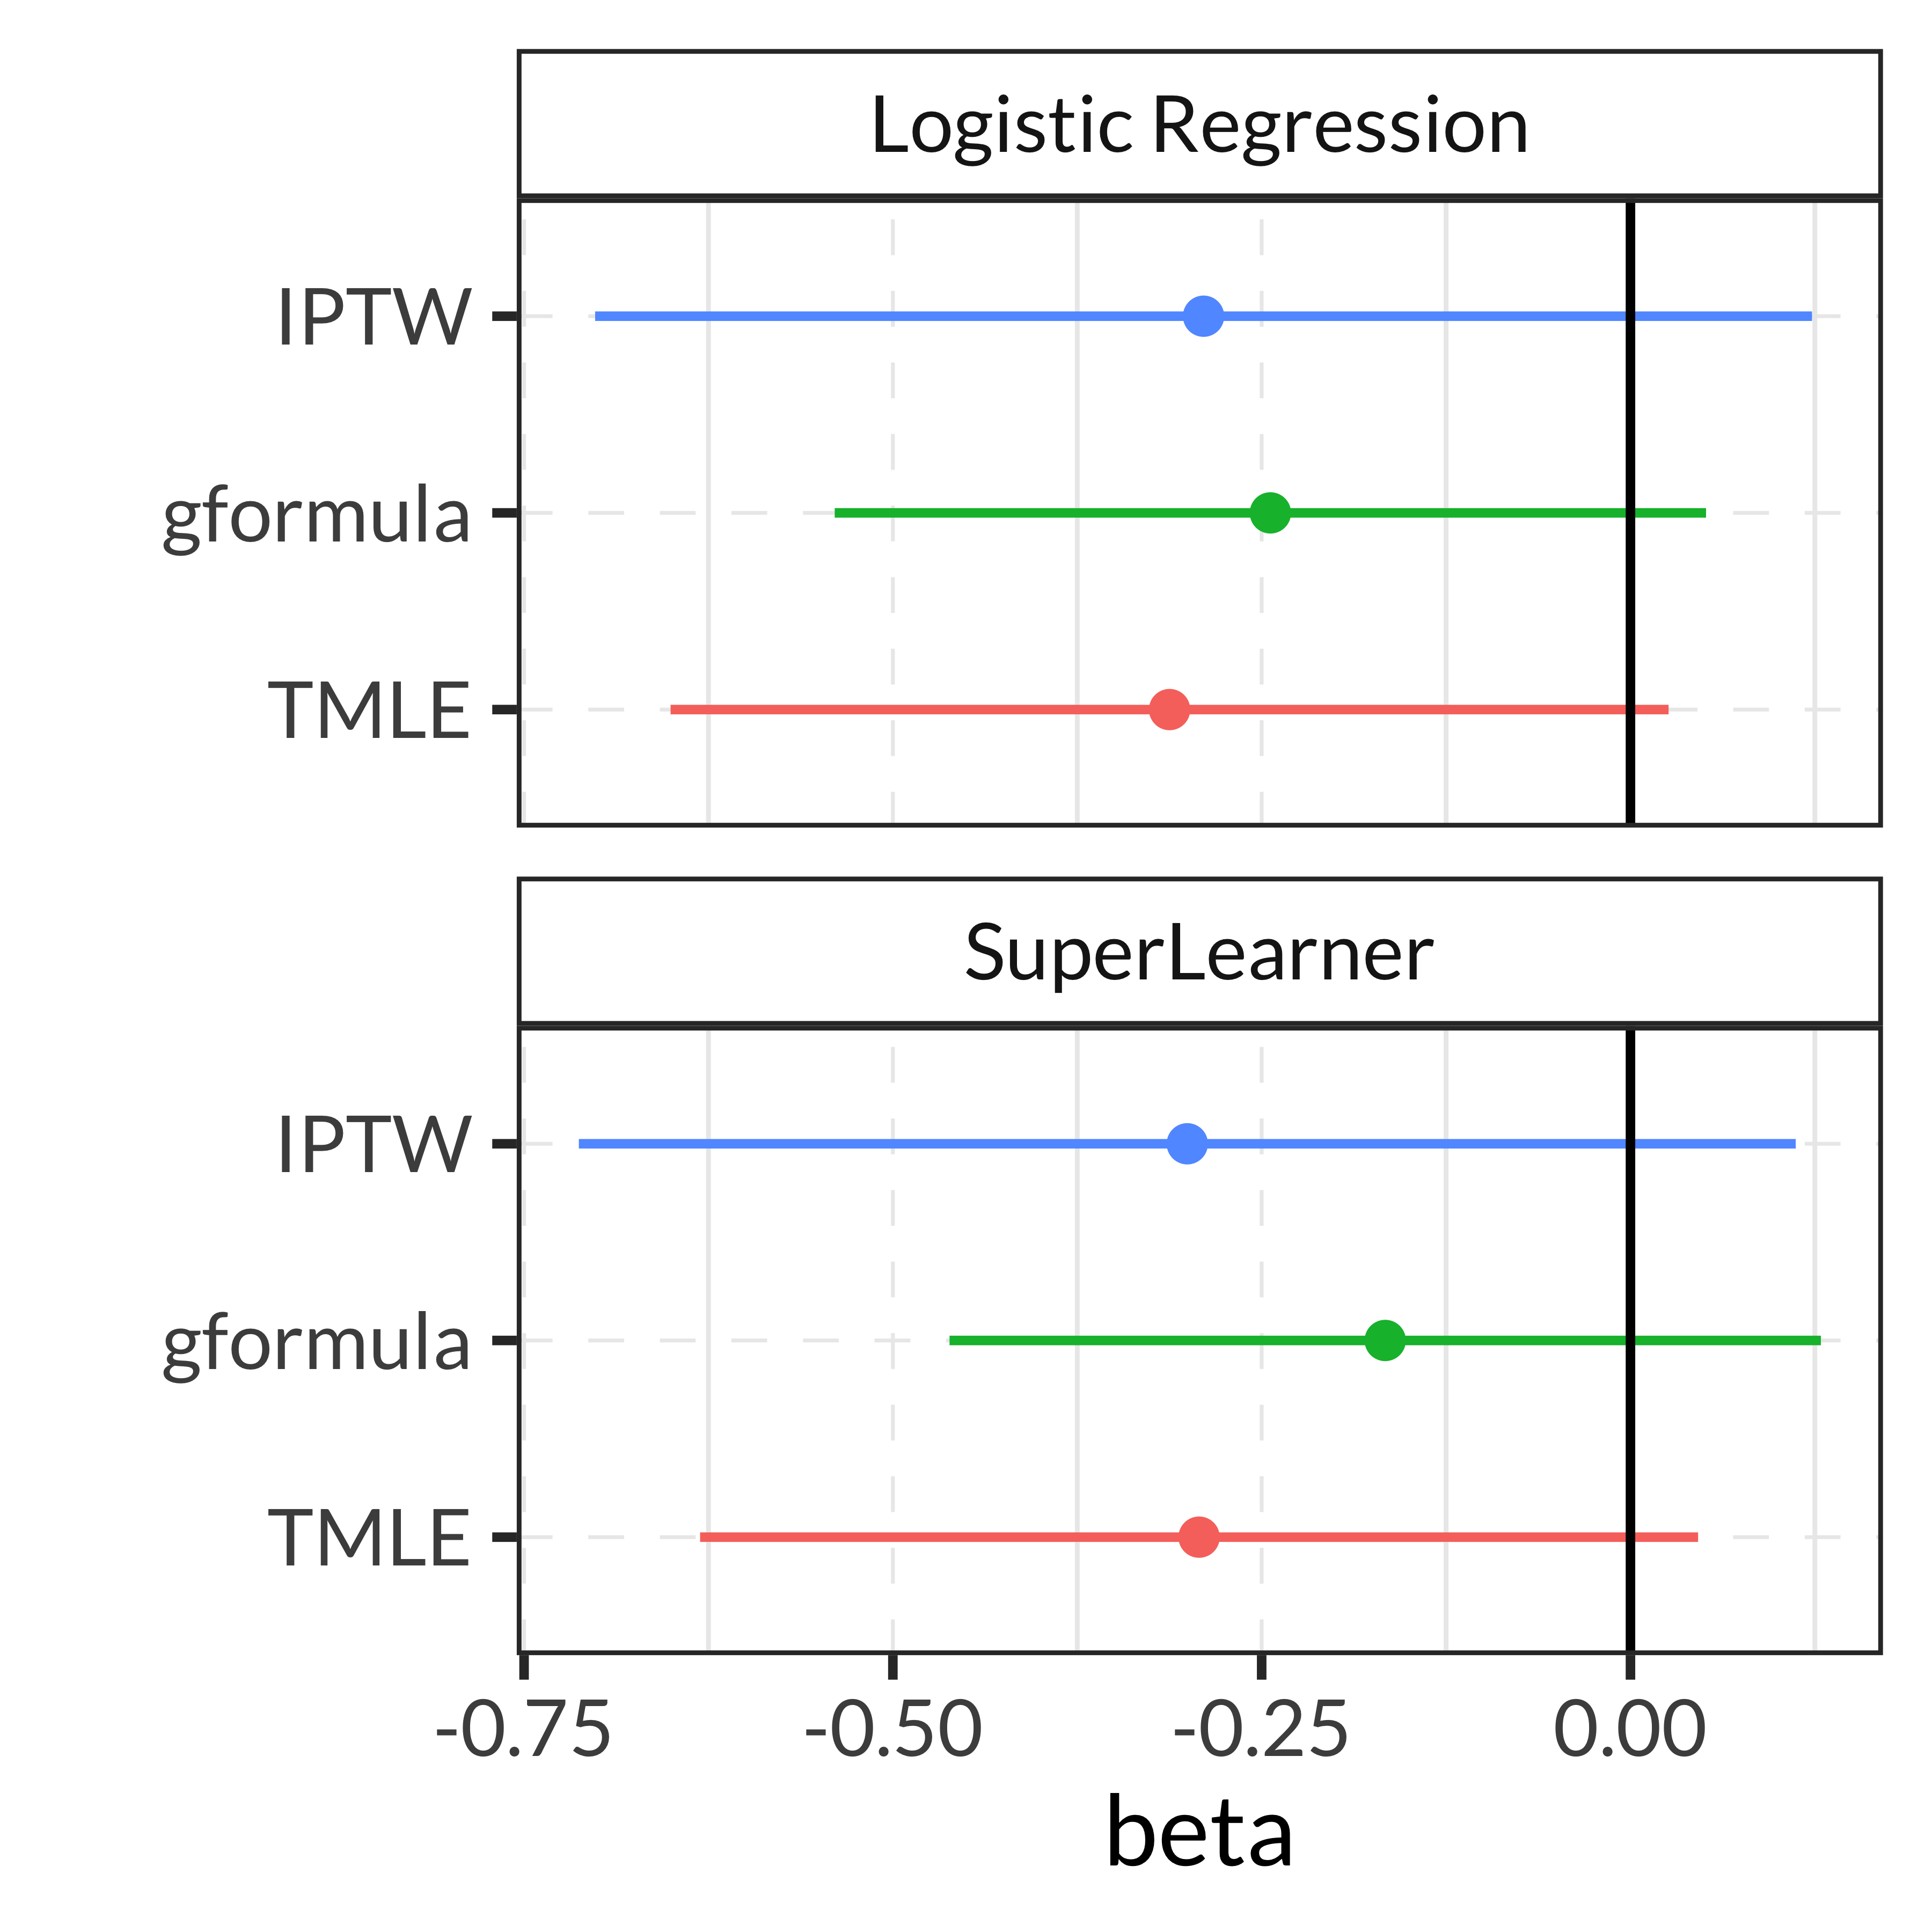 Logistic Regression
IPTW
gformula
TMLE
SuperLearner
IPTW
gformula
TMLE
-0.75 -0.50 -0.25 0.00
beta